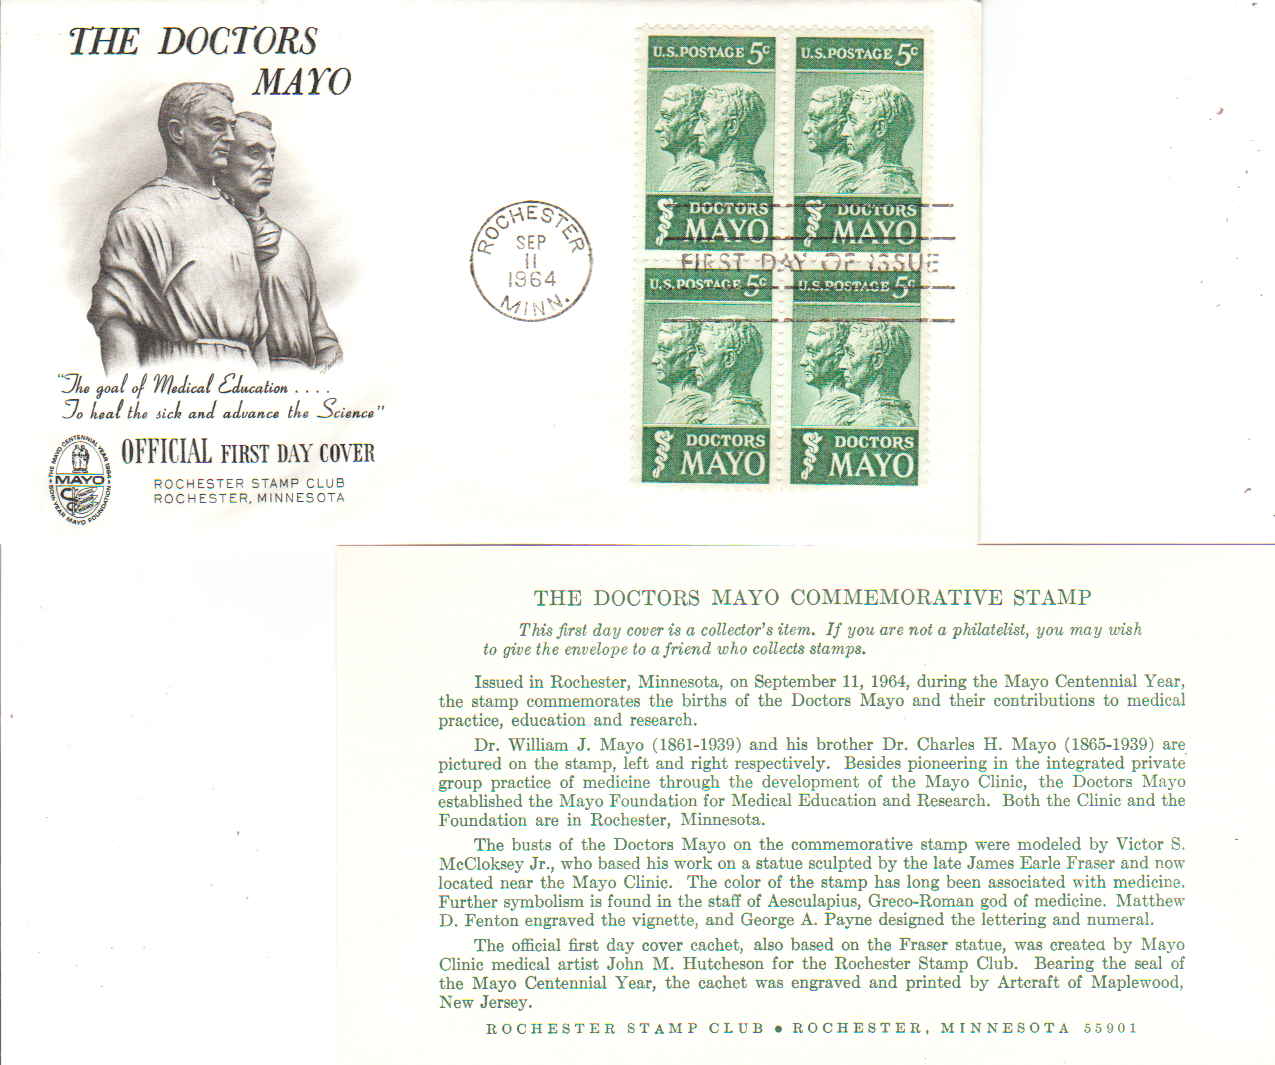 THE DOCTORS
MAYO
"The goal of Medical Education . . . .
To heal the sick and advance the Science"
THE MAYO CENTENNIAL YEAR 1964
MAYO
50TH YEAR MAYO FOUNDATION
OFFICIAL FIRST DAY COVER
ROCHESTER STAMP CLUB
ROCHESTER, MINNESOTA
ROCHESTER
SEP
11
1964
MINN.
U.S. POSTAGE 5c
DOCTORS
MAYO
U.S. POSTAGE 5c
DOCTORS
MAYO
FIRST DAY OF ISSUE
U.S. POSTAGE 5c
DOCTORS
MAYO
U.S. POSTAGE 5c
DOCTORS
MAYO
THE DOCTORS MAYO COMMEMORATIVE STAMP
This first day cover is a collector's item. If you are not a philatelist, you may wish
to give the envelope to a friend who collects stamps.
Issued in Rochester, Minnesota, on September 11, 1964, during the Mayo Centennial Year,
the stamp commemorates the births of the Doctors Mayo and their contributions to medical
practice, education and research.
Dr. William J. Mayo (1861-1939) and his brother Dr. Charles H. Mayo (1865-1939) are
pictured on the stamp, left and right respectively. Besides pioneering in the integrated private
group practice of medicine through the development of the Mayo Clinic, the Doctors Mayo
established the Mayo Foundation for Medical Education and Research. Both the Clinic and the
Foundation are in Rochester, Minnesota.
The busts of the Doctors Mayo on the commemorative stamp were modeled by Victor S.
McCloksey Jr., who based his work on a statue sculpted by the late James Earle Fraser and now
located near the Mayo Clinic. The color of the stamp has long been associated with medicine.
Further symbolism is found in the staff of Aesculapius, Greco-Roman god of medicine. Matthew
D. Fenton engraved the vignette, and George A. Payne designed the lettering and numeral.
The official first day cover cachet, also based on the Fraser statue, was created by Mayo
Clinic medical artist John M. Hutcheson for the Rochester Stamp Club. Bearing the seal of
the Mayo Centennial Year, the cachet was engraved and printed by Artcraft of Maplewood,
New Jersey.
ROCHESTER STAMP CLUB • ROCHESTER, MINNESOTA 55901